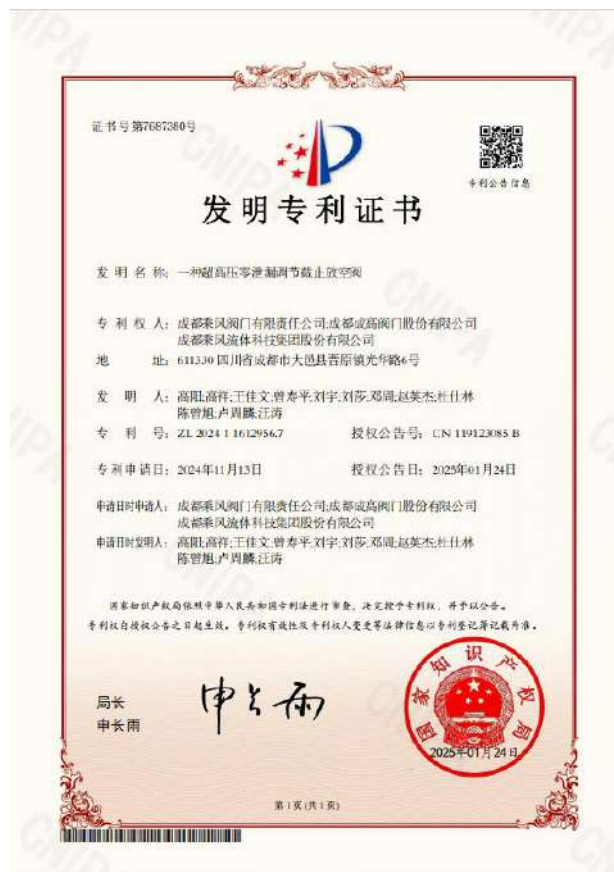 证书号第7687380号
专利公告信息
发明专利证书
发明名称：一种超高压零泄漏调节截止放空阀
专利权人：成都乘风阀门有限责任公司;成都成高阀门股份有限公司
成都乘风流体科技集团股份有限公司
地址：611330 四川省成都市大邑县晋原镇光华路6号
发明人：高阳;高祥;王佳文;曾寿平;刘宇;刘莎;邓周;赵英杰;杜仕林
陈曾旭;卢周麟;汪涛
专利号：ZL 2024 1 1612956.7 授权公告号：CN 119123085 B
专利申请日：2024年11月13日 授权公告日：2025年01月24日
申请日时申请人：成都乘风阀门有限责任公司;成都成高阀门股份有限公司
成都乘风流体科技集团股份有限公司
申请日时发明人：高阳;高祥;王佳文;曾寿平;刘宇;刘莎;邓周;赵英杰;杜仕林
陈曾旭;卢周麟;汪涛
国家知识产权局依照中华人民共和国专利法进行审查，决定授予专利权，并予以公告。
专利权自授权公告之日起生效。专利权有效性及专利权人变更等法律信息以专利登记簿记载为准。
局长
申长雨
申长雨
国家知识产权局
2025年01月24日
第1页(共1页)
CNIPA